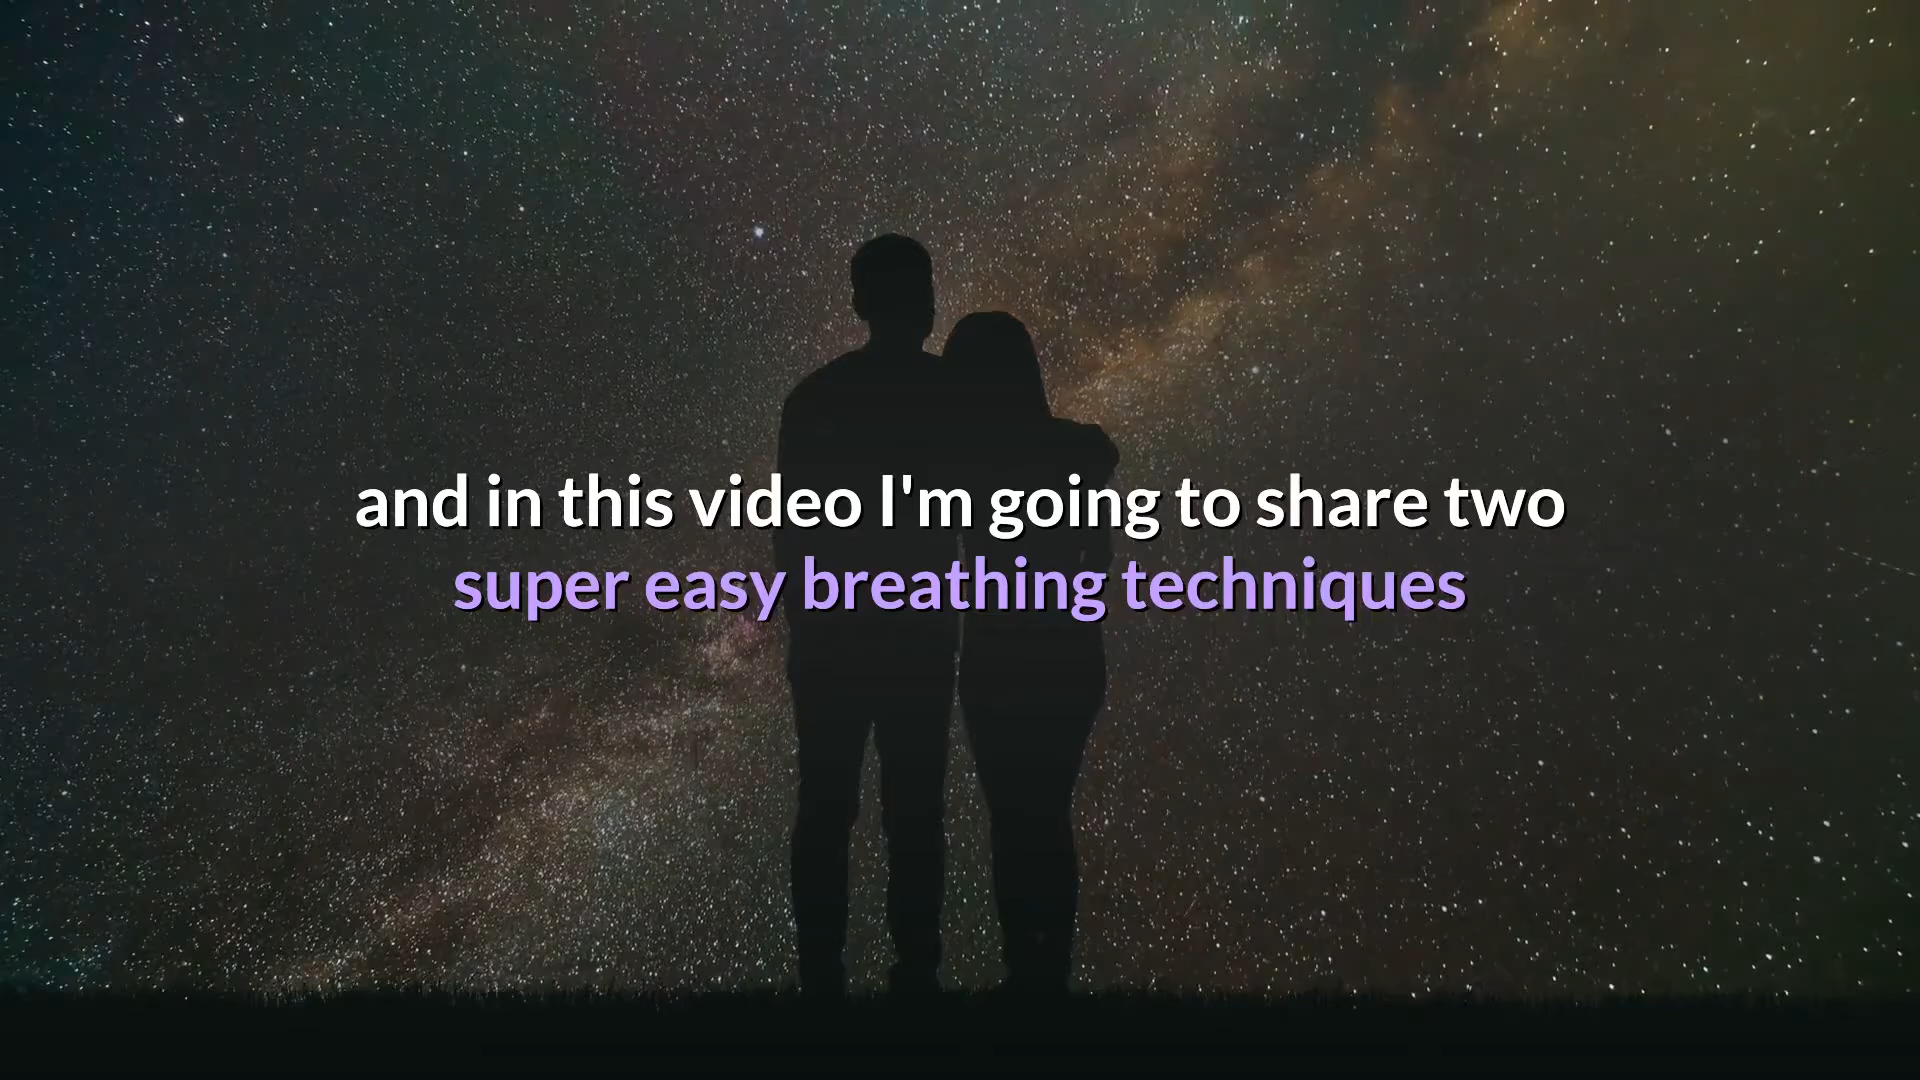 and in this video I'm going to share two
super easy breathing techniques